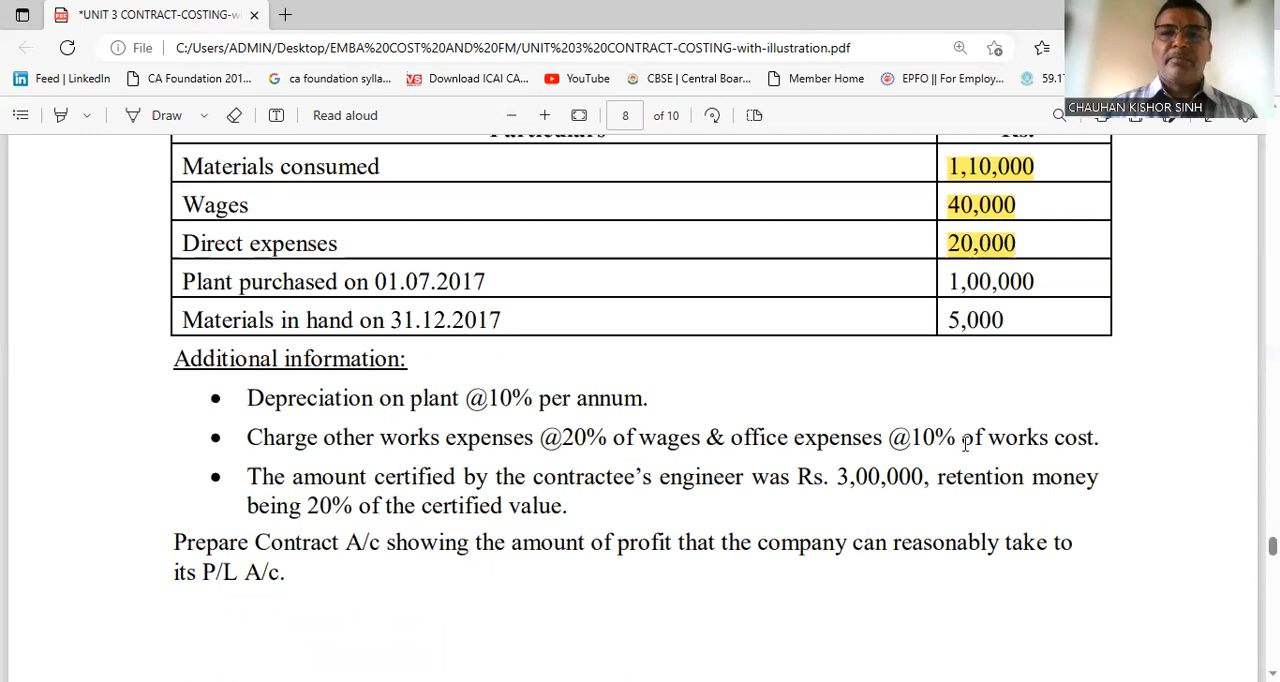 *UNIT 3 CONTRACT-COSTING-w
File C:/Users/ADMIN/Desktop/EMBA%20COST%20AND%20FM/UNIT%203%20CONTRACT-COSTING-with-illustration.pdf
Feed | LinkedIn CA Foundation 201... ca foundation sylla... Download ICAI CA... YouTube CBSE | Central Boar... Member Home EPFO || For Employ... 59.1
CHAUHAN KISHOR SINH
Draw Read aloud 8 of 10
Particulars Rs.
Materials consumed 1,10,000
Wages 40,000
Direct expenses 20,000
Plant purchased on 01.07.2017 1,00,000
Materials in hand on 31.12.2017 5,000
Additional information:
• Depreciation on plant @10% per annum.
• Charge other works expenses @20% of wages & office expenses @10% of works cost.
• The amount certified by the contractee’s engineer was Rs. 3,00,000, retention money
being 20% of the certified value.
Prepare Contract A/c showing the amount of profit that the company can reasonably take to
its P/L A/c.